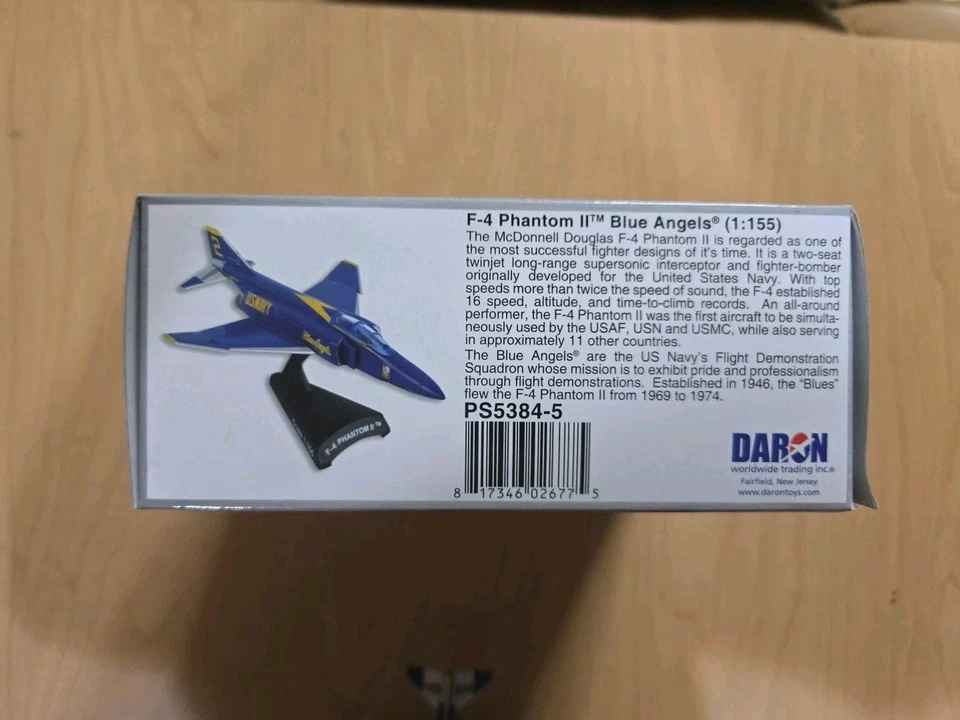 F-4 Phantom II™ Blue Angels® (1:155)
The McDonnell Douglas F-4 Phantom II is regarded as one of
the most successful fighter designs of it's time. It is a two-seat
twinjet long-range supersonic interceptor and fighter-bomber
originally developed for the United States Navy. With top
speeds more than twice the speed of sound, the F-4 established
16 speed, altitude, and time-to-climb records. An all-around
performer, the F-4 Phantom II was the first aircraft to be simulta-
neously used by the USAF, USN and USMC, while also serving
in approximately 11 other countries.
The Blue Angels® are the US Navy's Flight Demonstration
Squadron whose mission is to exhibit pride and professionalism
through flight demonstrations. Established in 1946, the "Blues"
flew the F-4 Phantom II from 1969 to 1974.
PS5384-5
8 17346 02677 5
DARON
worldwide trading inc.®
Fairfield, New Jersey
www.darontoys.com
2
US NAVY
Blue Angels
2
F-4 PHANTOM II™